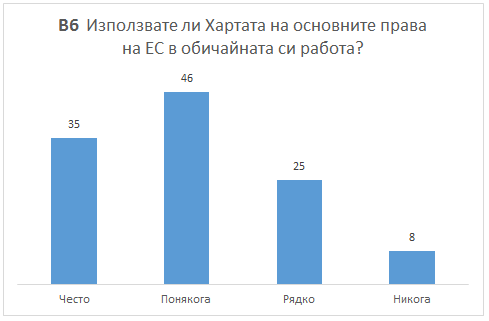 В6 Използвате ли Хартата на основните права
на ЕС в обичайната си работа?
46
35
25
8
Често Понякога Рядко Никога